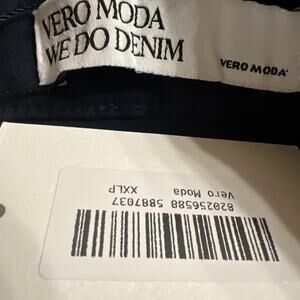 VERO MODA
WE DO DENIM
VERO MODA
820256588 5887037
Vero Moda
XXLP